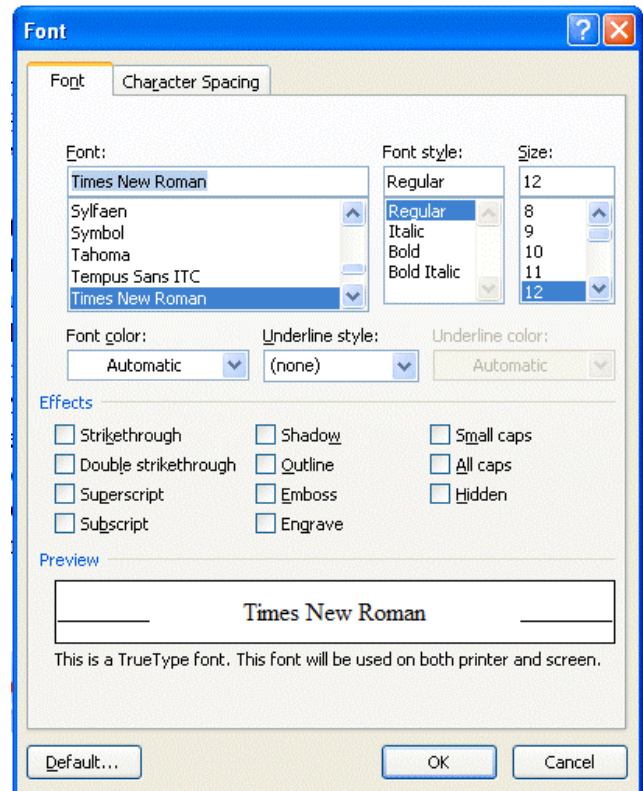 Font
Font Character Spacing
Font: Font style: Size:
Times New Roman Regular 12
Sylfaen Regular 8
Symbol Italic 9
Tahoma Bold 10
Tempus Sans ITC Bold Italic 11
Times New Roman 12
Font color: Underline style: Underline color:
Automatic (none) Automatic
Effects
Strikethrough Shadow Small caps
Double strikethrough Outline All caps
Superscript Emboss Hidden
Subscript Engrave
Preview
Times New Roman
This is a TrueType font. This font will be used on both printer and screen.
Default... OK Cancel